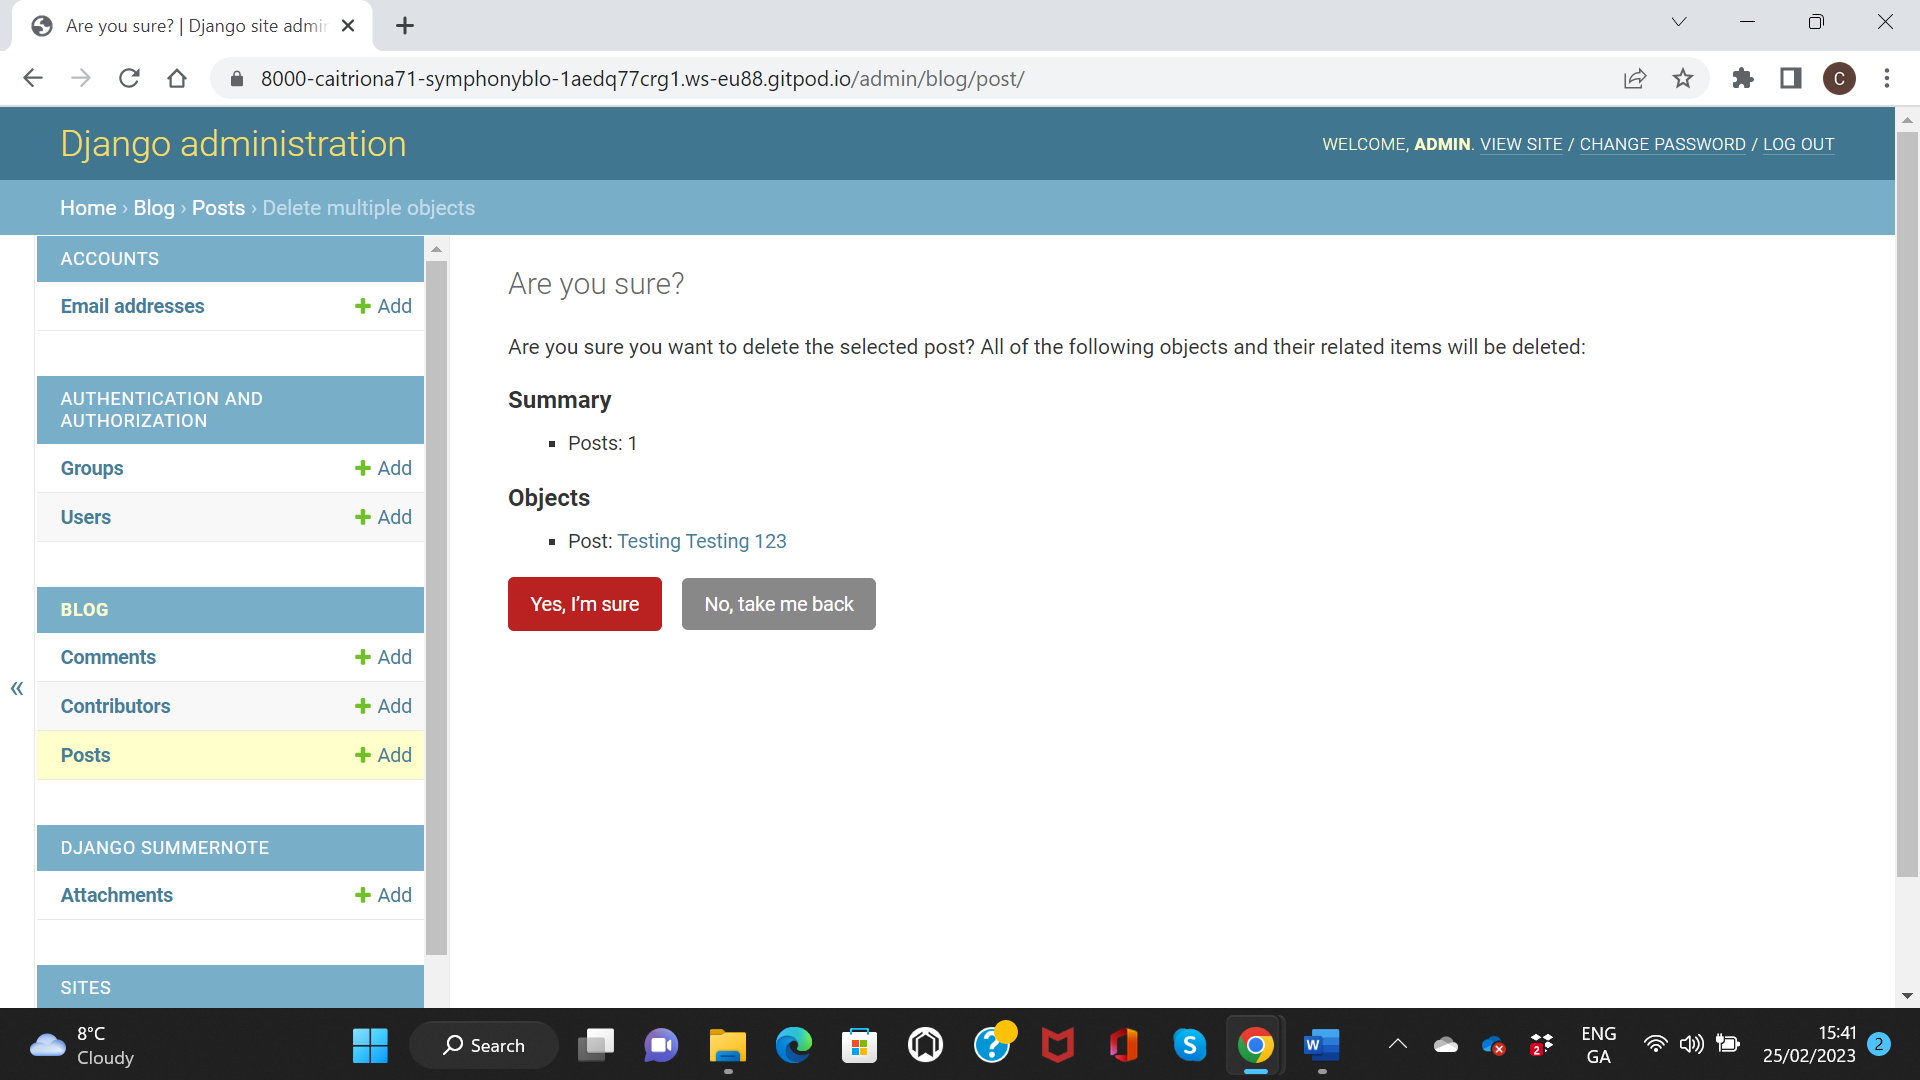 Are you sure? | Django site admin
8000-caitriona71-symphonyblo-1aedq77crg1.ws-eu88.gitpod.io/admin/blog/post/
C
Django administration
WELCOME, ADMIN. VIEW SITE / CHANGE PASSWORD / LOG OUT
Home › Blog › Posts › Delete multiple objects
ACCOUNTS
Email addresses
Add
AUTHENTICATION AND
AUTHORIZATION
Groups
Add
Users
Add
BLOG
Comments
Add
Contributors
Add
Posts
Add
DJANGO SUMMERNOTE
Attachments
Add
SITES
«
Are you sure?
Are you sure you want to delete the selected post? All of the following objects and their related items will be deleted:
Summary
Posts: 1
Objects
Post: Testing Testing 123
Yes, I’m sure
No, take me back
8°C
Cloudy
Search
?
S
W
2
ENG
GA
15:41
25/02/2023
2